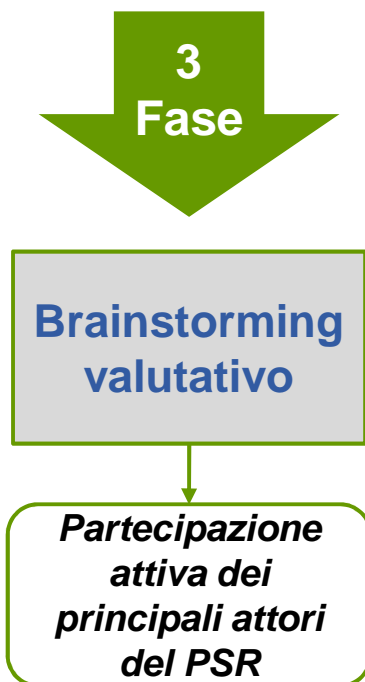 3
Fase
Brainstorming
valutativo
Partecipazione
attiva dei
principali attori
del PSR